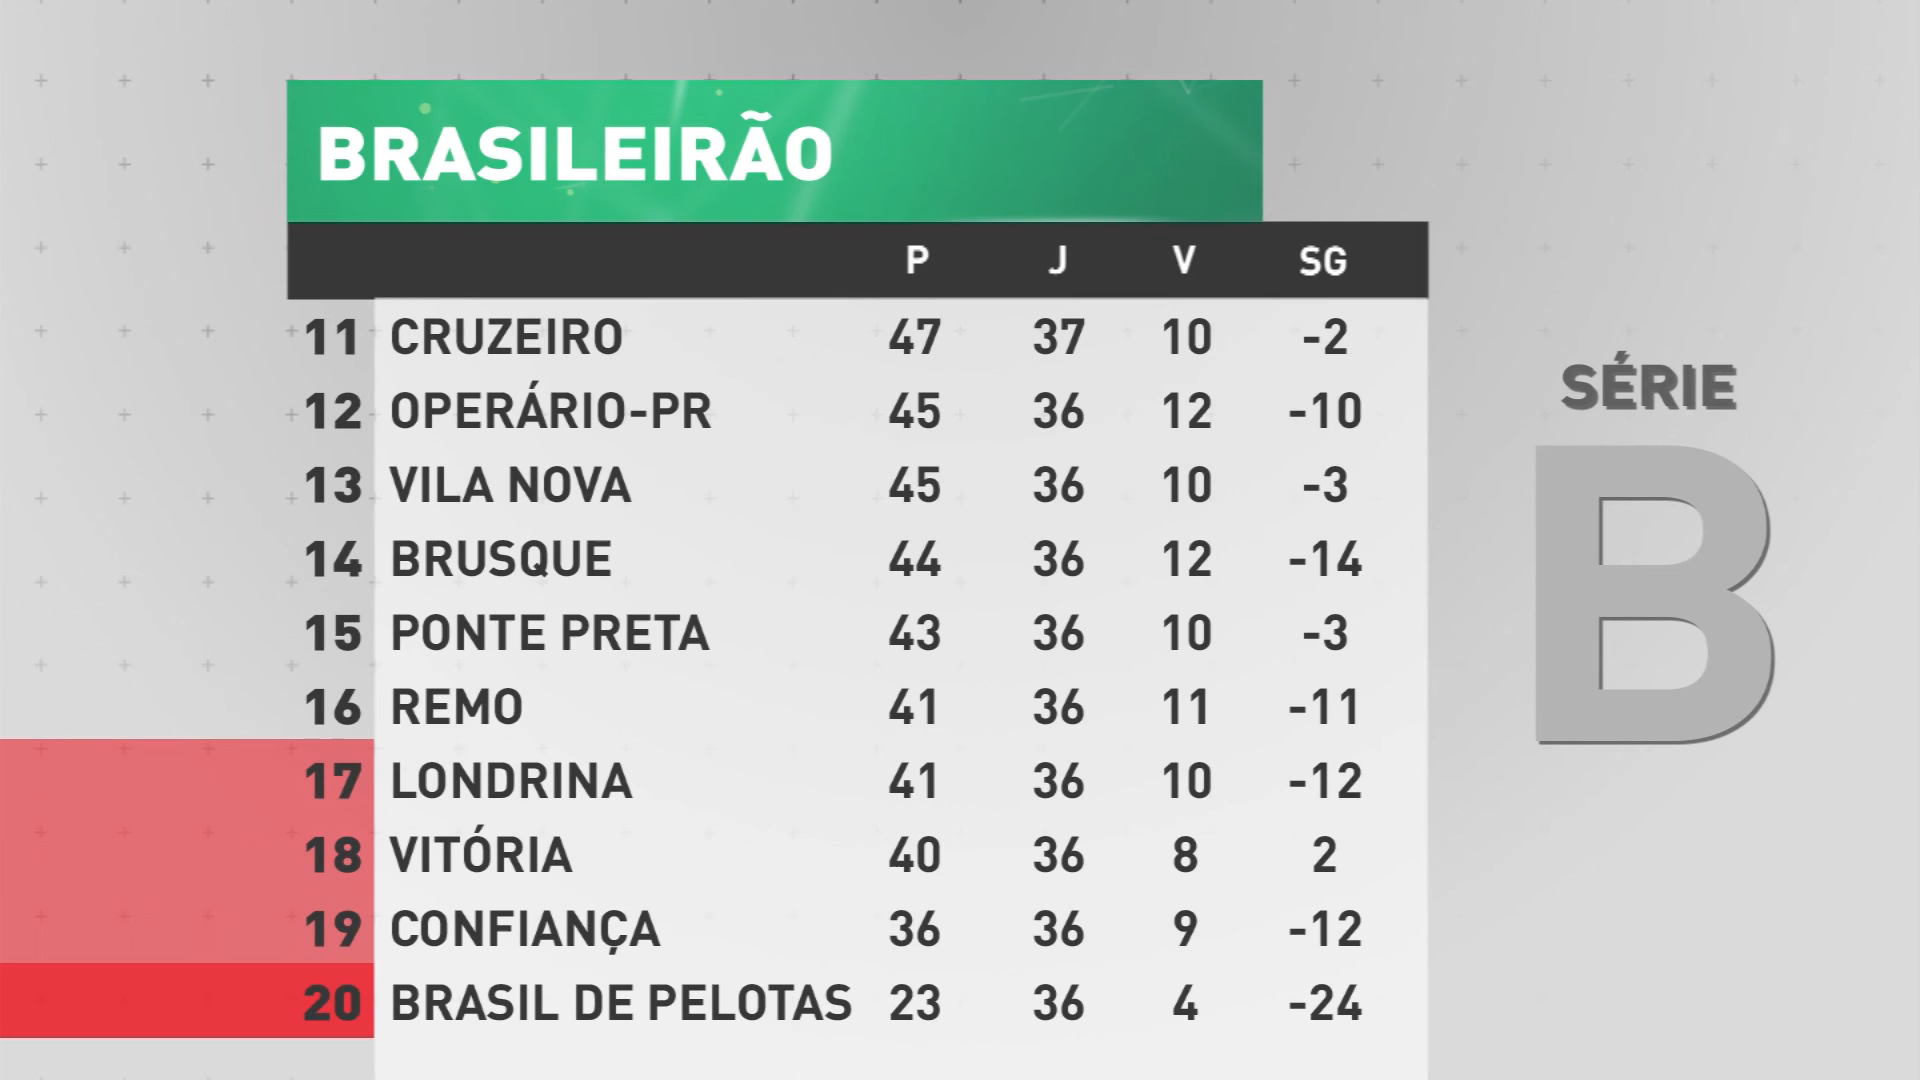 BRASILEIRÃO
P J V SG
11 CRUZEIRO 47 37 10 -2
12 OPERÁRIO-PR 45 36 12 -10
13 VILA NOVA 45 36 10 -3
14 BRUSQUE 44 36 12 -14
15 PONTE PRETA 43 36 10 -3
16 REMO 41 36 11 -11
17 LONDRINA 41 36 10 -12
18 VITÓRIA 40 36 8 2
19 CONFIANÇA 36 36 9 -12
20 BRASIL DE PELOTAS 23 36 4 -24
SÉRIE
B